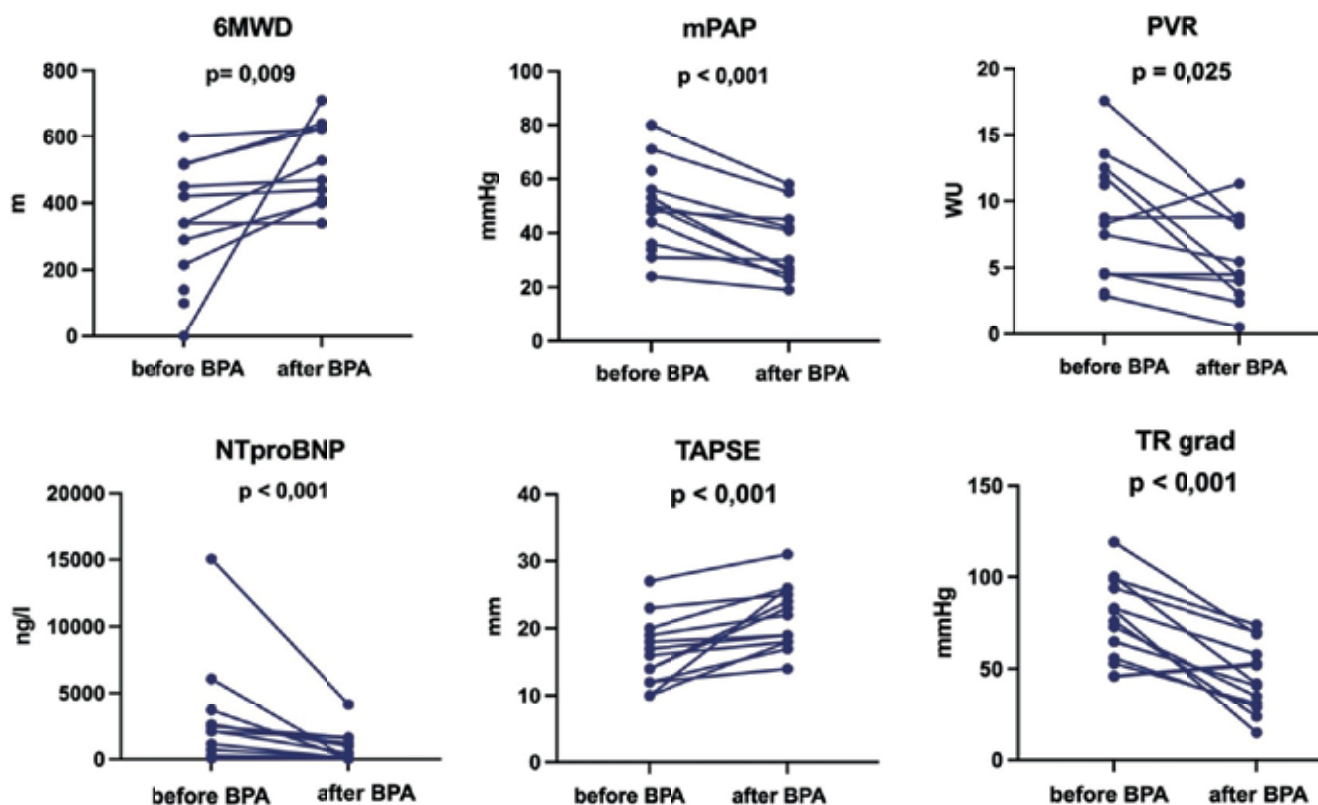 6MWD
p= 0,009
800
600
400
200
0
m
before BPA
after BPA
mPAP
p < 0,001
100
80
60
40
20
0
mmHg
before BPA
after BPA
PVR
p = 0,025
20
15
10
5
0
WU
before BPA
after BPA
NTproBNP
p < 0,001
20000
15000
10000
5000
0
ng/l
before BPA
after BPA
TAPSE
p < 0,001
40
30
20
10
0
mm
before BPA
after BPA
TR grad
p < 0,001
150
100
50
0
mmHg
before BPA
after BPA